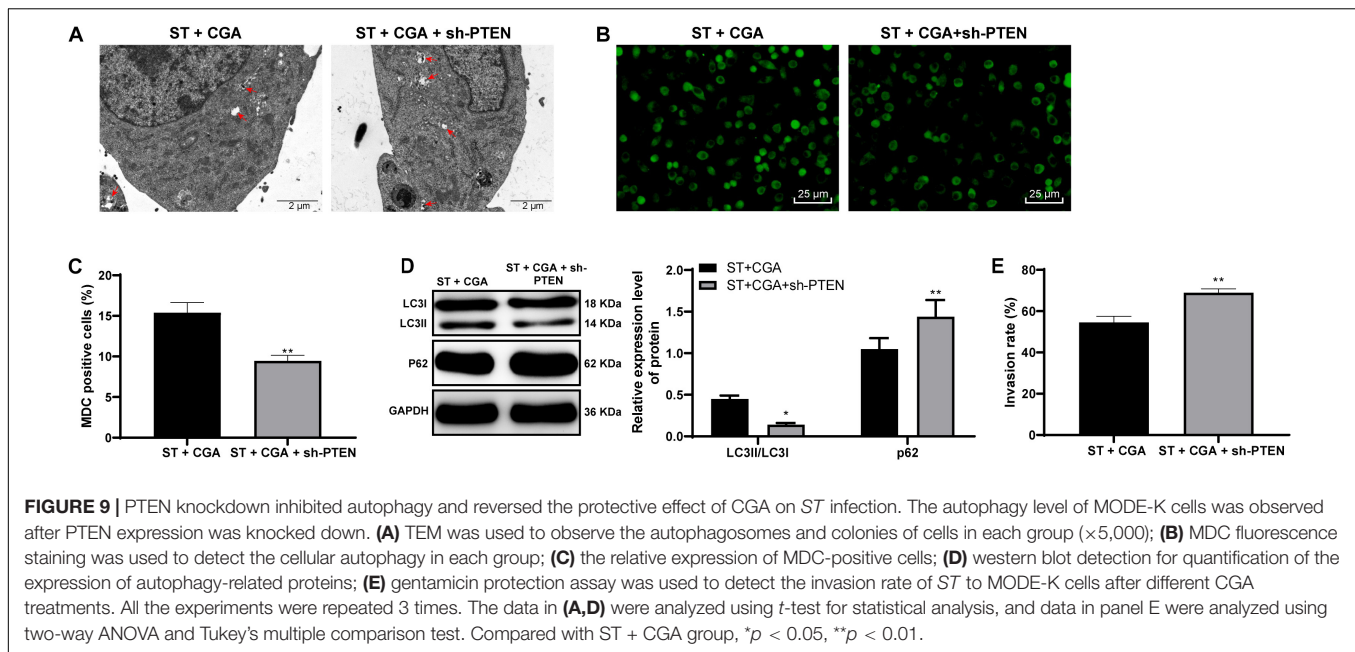 A ST + CGA ST + CGA + sh-PTEN B ST + CGA ST + CGA+sh-PTEN
2 µm 2 µm 25 µm 25 µm
C
MDC positive cells (%)
20
15
10
5
0
**
ST + CGA ST + CGA + sh-PTEN
D
ST + CGA ST + CGA + sh-
PTEN
LC3I 18 KDa
LC3II 14 KDa
P62 62 KDa
GAPDH 36 KDa
ST+CGA
ST+CGA+sh-PTEN
Relative expression level
of protein
2.0
1.5
1.0
0.5
0.0
*
**
LC3II/LC3I p62
E
Invasion rate (%)
80
60
40
20
0
**
ST + CGA ST + CGA + sh-PTEN
FIGURE 9 | PTEN knockdown inhibited autophagy and reversed the protective effect of CGA on ST infection. The autophagy level of MODE-K cells was observed
after PTEN expression was knocked down. (A) TEM was used to observe the autophagosomes and colonies of cells in each group (×5,000); (B) MDC fluorescence
staining was used to detect the cellular autophagy in each group; (C) the relative expression of MDC-positive cells; (D) western blot detection for quantification of the
expression of autophagy-related proteins; (E) gentamicin protection assay was used to detect the invasion rate of ST to MODE-K cells after different CGA
treatments. All the experiments were repeated 3 times. The data in (A,D) were analyzed using t-test for statistical analysis, and data in panel E were analyzed using
two-way ANOVA and Tukey's multiple comparison test. Compared with ST + CGA group, *p < 0.05, **p < 0.01.